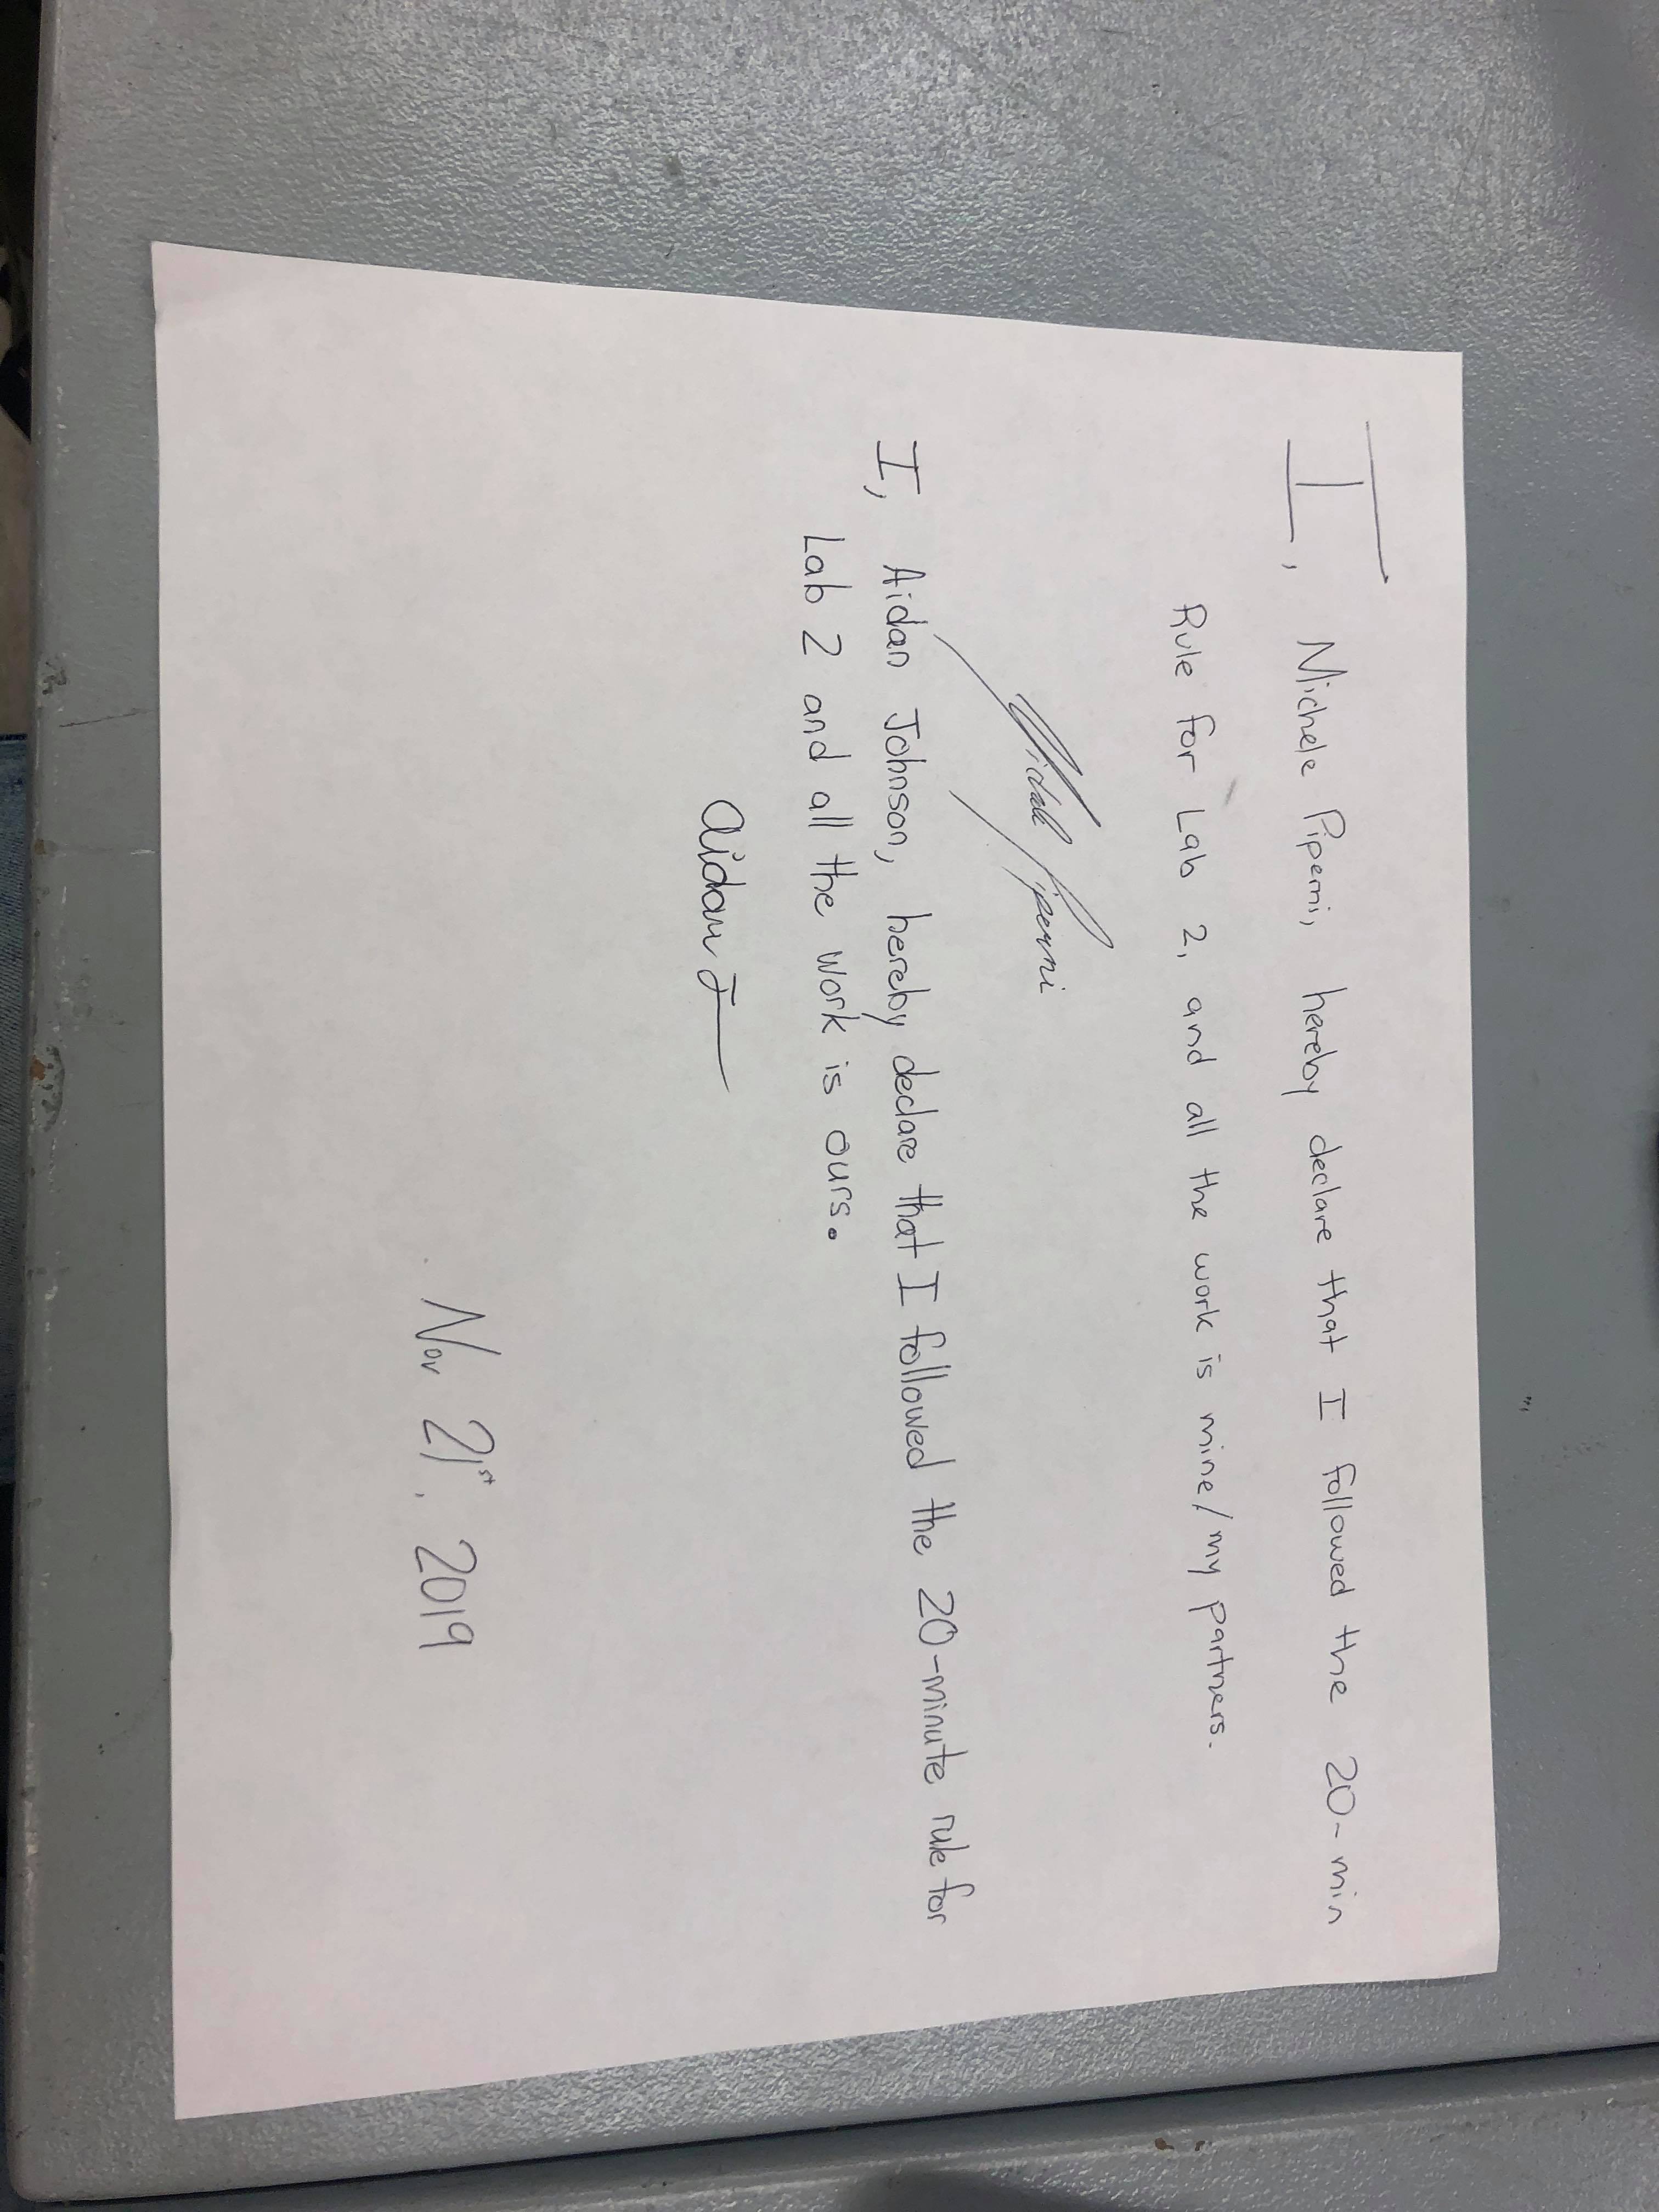 I, Michele Piperni, hereby declare that I followed the 20-min
Rule for Lab 2, and all the work is mine/my partners.
Michele Piperni
I, Aidan Johnson, hereby declare that I followed the 20-minute rule for
Lab 2 and all the work is ours.
Aidan J
Nov 21st, 2019